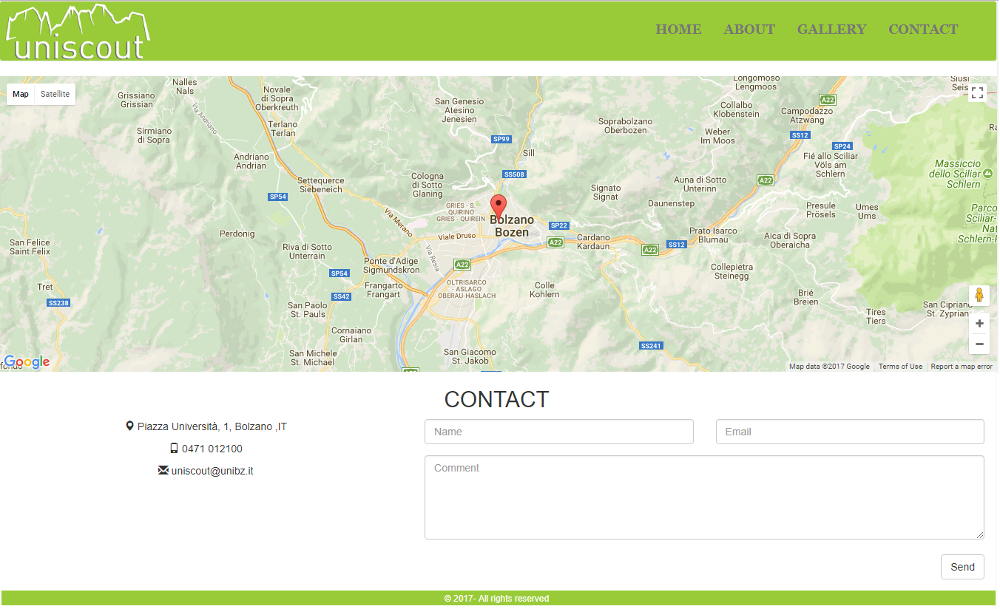 uniscout
HOME ABOUT GALLERY CONTACT
Map Satellite
Nalles
Nals
Novale
di Sopra
Oberkreuth
Grissiano
Grissian
Via Andriano
Terlano
Terlan
Sirmiano
di Sopra
Andriano
Andrian
San Genesio
Atesino
Jenesien
SP99
Sill
SS508
Longomoso
Lengmoos
Collalbo
Klobenstein
A22
Campodazzo
Atzwang
Siusi
Seis
Soprabolzano
Oberbozen
Weber
Im Moos
SS12
SP24
Fié allo Sciliar
Völs am
Schlern
Massiccio
dello Sciliar
Schlern
Settequerce
Siebeneich
SP54
Cologna
di Sotto
Glaning
Signato
Signat
Auna di Sotto
Unterinn
A22
Daunenstep
Presule
Prösels
Umes
Ums
Parco
Sciliar-
Nat
Schlern-R
GRIES - S.
QUIRINO
GRIES - QUIREIN
Bolzano
Bozen
Via Merano
Viale Druso
Via Resia
SP22
A22
Cardano
Kardaun
A22
SS12
Prato Isarco
Blumau
Aica di Sopra
Oberaicha
Perdonig
San Felice
Saint Felix
Riva di Sotto
Unterrain
Ponte d'Adige
Sigmundskron
A22
SP54
Frangarto
Frangart
SS42
OLTRISARCO
- ASLAGO
OBERAU-HASLACH
Colle
Kohlern
Collepietra
Steinegg
Tret
SS238
San Paolo
St. Pauls
Brié
Breien
San Cipriano
St. Zyprian
Tires
Tiers
Cornaiano
Girlan
San Michele
St. Michael
San Giacomo
St. Jakob
SS241
Google
Map data ©2017 Google Terms of Use Report a map error
CONTACT
Piazza Università, 1, Bolzano ,IT
0471 012100
uniscout@unibz.it
Name
Email
Comment
Send
© 2017- All rights reserved